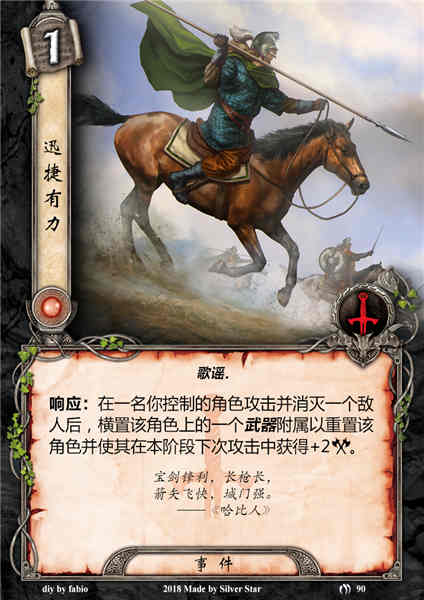 1
迅捷有力
歌谣.
响应：在一名你控制的角色攻击并消灭一个敌
人后，横置该角色上的一个武器附属以重置该
角色并使其在本阶段下次攻击中获得+2。
宝剑锋利，长枪长，
箭矢飞快，城门强。
——《哈比人》
事件
diy by fabio
2018 Made by Silver Star
90